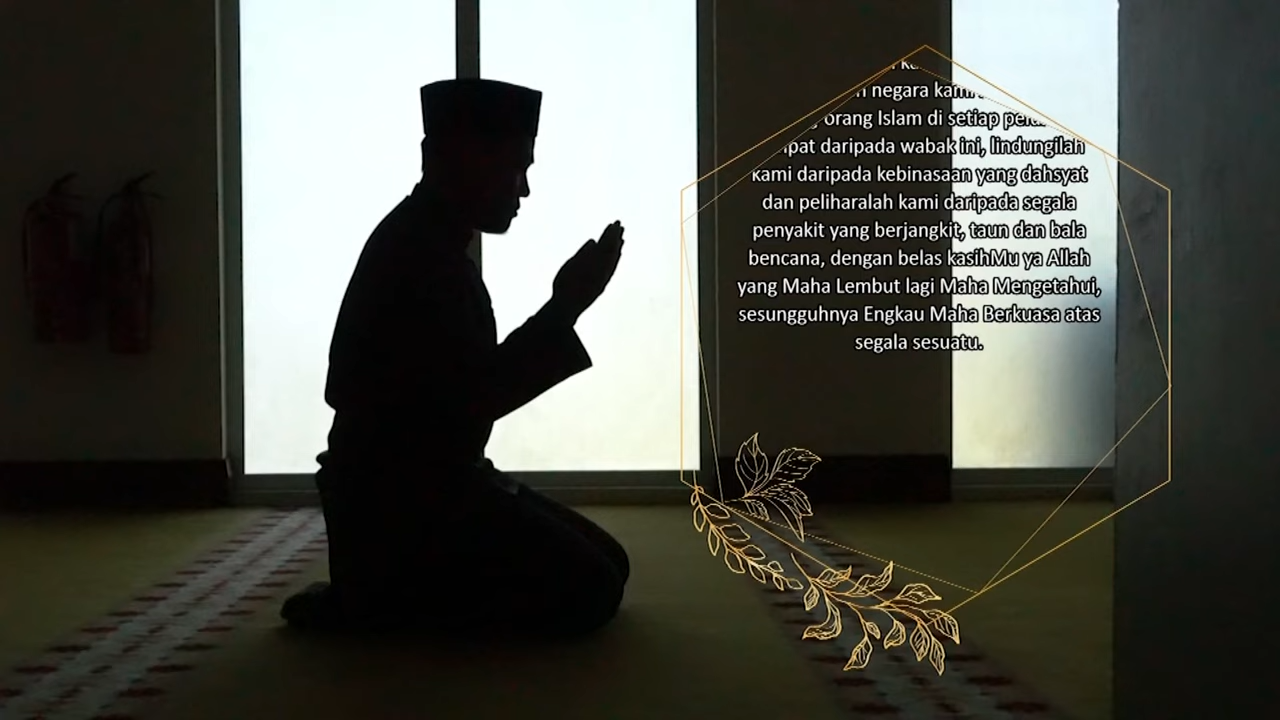 negara kami
orang Islam di setiap
daripada wabak ini, lindungilah
kami daripada kebinasaan yang dahsyat
dan peliharalah kami daripada segala
penyakit yang berjangkit, taun dan bala
bencana, dengan belas kasihMu ya Allah
yang Maha Lembut lagi Maha Mengetahui,
sesungguhnya Engkau Maha Berkuasa atas
segala sesuatu.